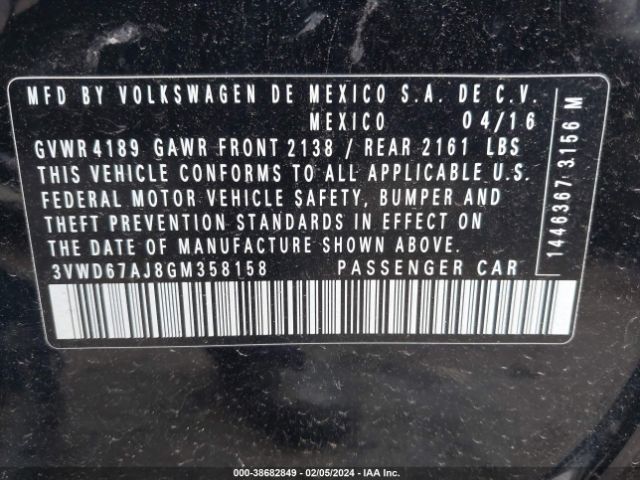 MFD BY VOLKSWAGEN DE MEXICO S.A. DE C.V.
MEXICO 04/16
GVWR 4189 GAWR FRONT 2138 / REAR 2161 LBS
THIS VEHICLE CONFORMS TO ALL APPLICABLE U.S.
FEDERAL MOTOR VEHICLE SAFETY, BUMPER AND
THEFT PREVENTION STANDARDS IN EFFECT ON
THE DATE OF MANUFACTURE SHOWN ABOVE.
3VWD67AJ8GM358158 PASSENGER CAR
1446367 3156 M
000-38682849 - 02/05/2024 - IAA Inc.